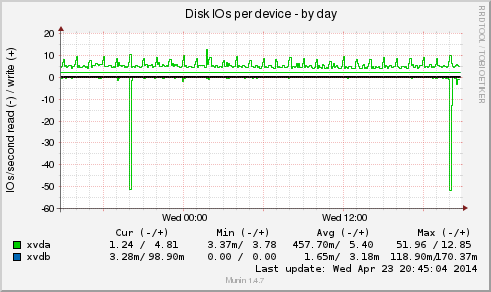 Disk IOs per device - by day
RRDTOOL / TOBI OETIKER
IOs/second read (-) / write (+)
20
10
0
-10
-20
-30
-40
-50
-60
Wed 00:00
Wed 12:00
Cur (-/+) Min (-/+) Avg (-/+) Max (-/+)
xvda 1.24 / 4.81 3.37m/ 3.78 457.70m/ 5.40 51.96 / 12.85
xvdb 3.28m/ 98.90m 0.00 / 0.00 1.65m/ 3.18m 118.90m/170.37m
Last update: Wed Apr 23 20:45:04 2014
Munin 1.4.7